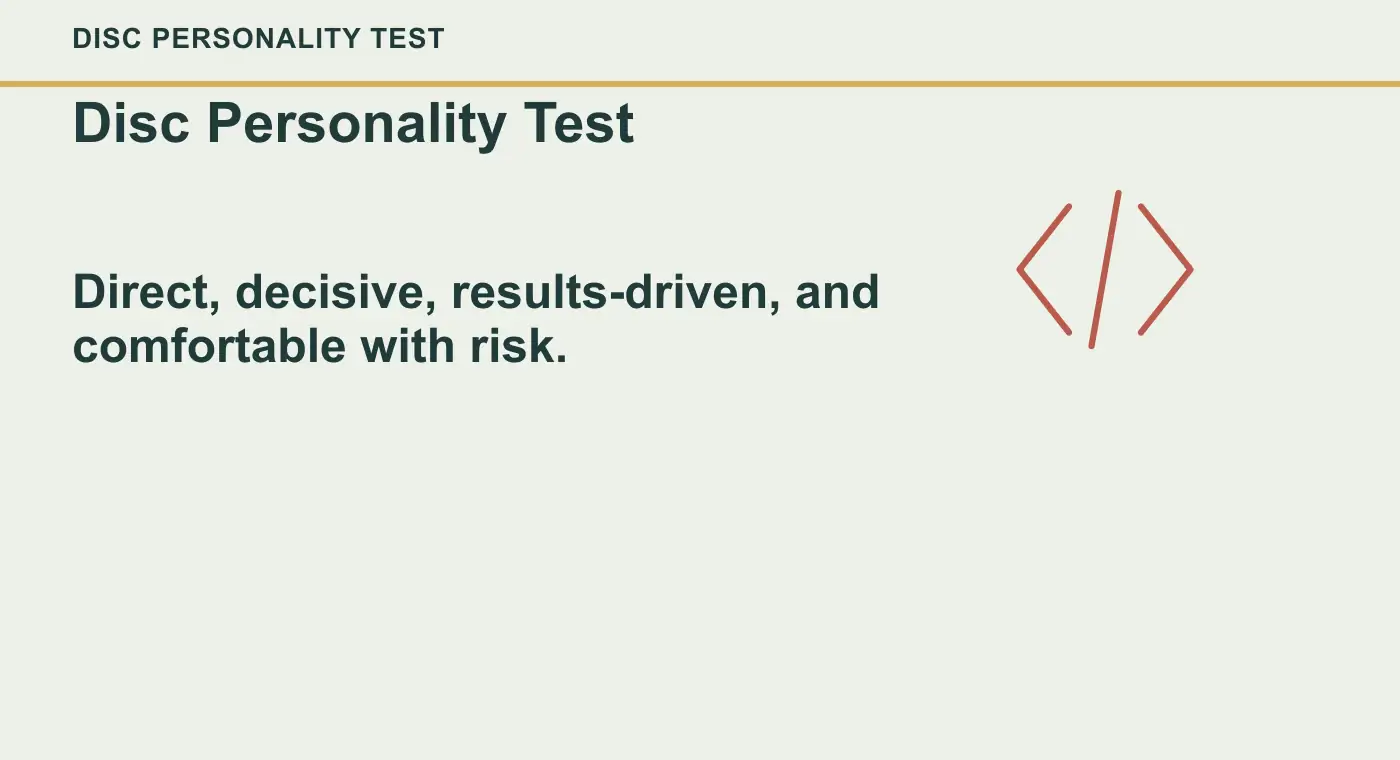 DISC PERSONALITY TEST
Disc Personality Test
Direct, decisive, results-driven, and
comfortable with risk.